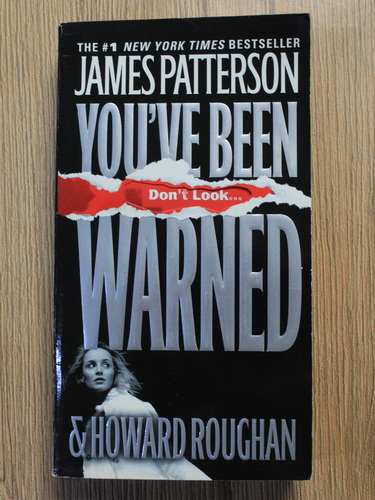 THE #1 NEW YORK TIMES BESTSELLER
JAMES PATTERSON
YOU'VE BEEN
Don't Look...
WARNED
& HOWARD ROUGHAN